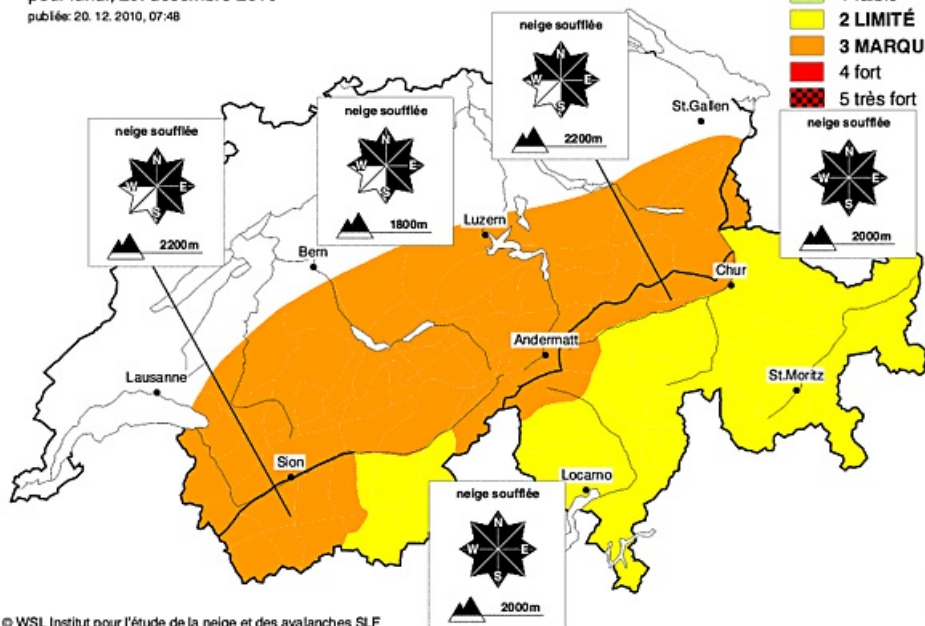 publiée: 20. 12. 2010, 07:48
2 LIMITÉ
3 MARQU
4 fort
5 très fort
neige soufflée
N
W E
S
2200m
neige soufflée
N
W E
S
1800m
neige soufflée
N
W E
S
2200m
neige soufflée
N
W E
S
2000m
St.Gallen
Luzern
Bern
Chur
Andermatt
Lausanne
St.Moritz
Sion
Locarno
neige soufflée
N
W E
S
2000m
© WSL Institut pour l'étude de la neige et des avalanches SLF